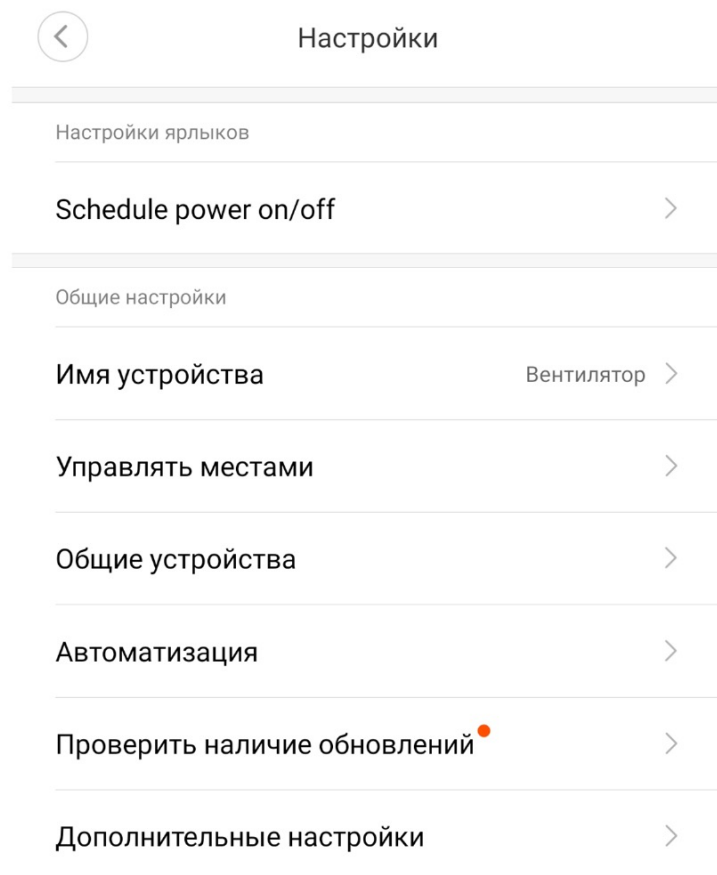 Настройки
Настройки ярлыков
Schedule power on/off
Общие настройки
Имя устройства Вентилятор
Управлять местами
Общие устройства
Автоматизация
Проверить наличие обновлений
Дополнительные настройки